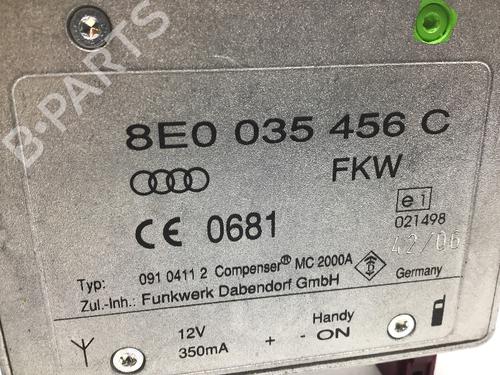 B-PARTS
8E0 035 456 C
FKW
e1
021498
CE 0681
42/06
Typ: 091 0411 2 Compenser® MC 2000A
Zul.-Inh.: Funkwerk Dabendorf GmbH
Germany
12V
350mA
+ -
Handy
ON